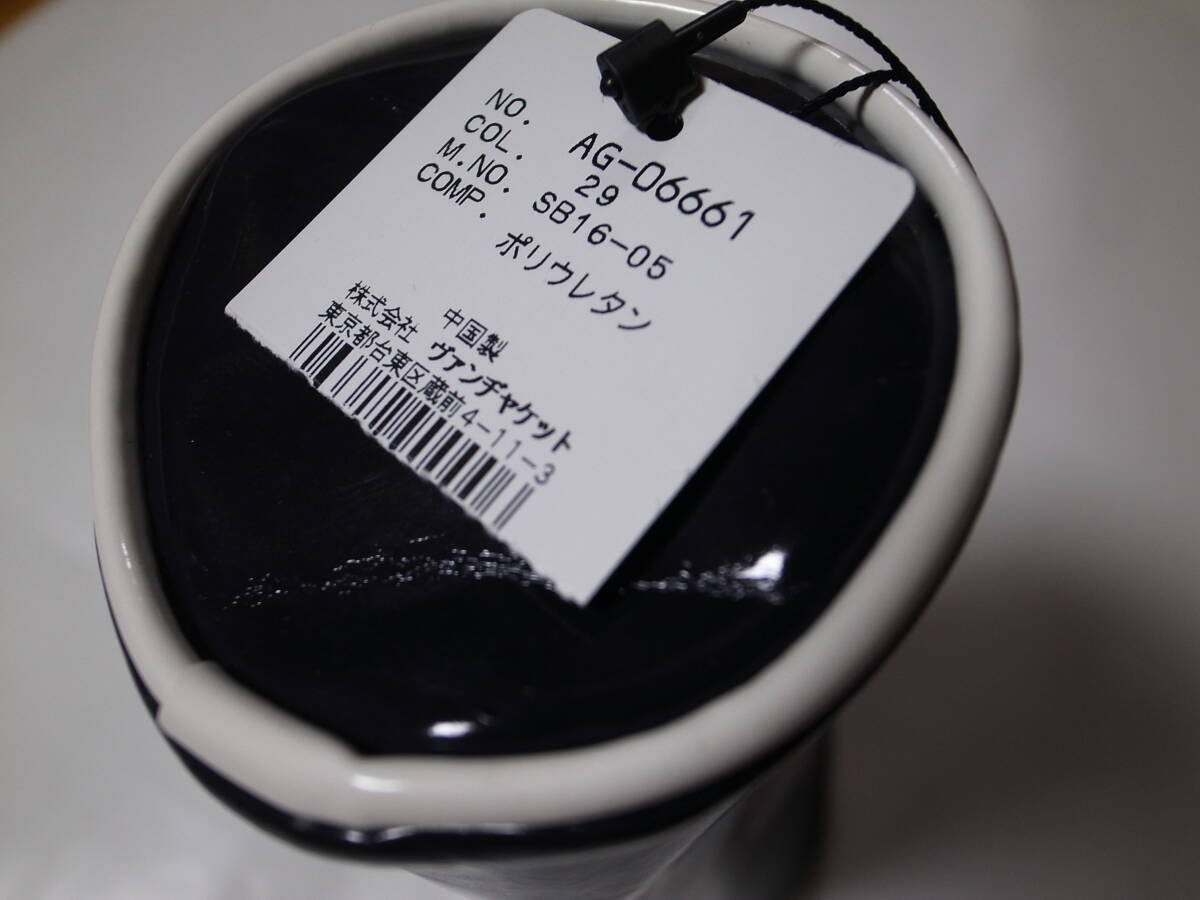 NO. AG-06661
COL. 29
M.NO. SB16-05
COMP.
ポリウレタン
中国製
株式会社 ヴァンヂャケット
東京都台東区蔵前4-11-3